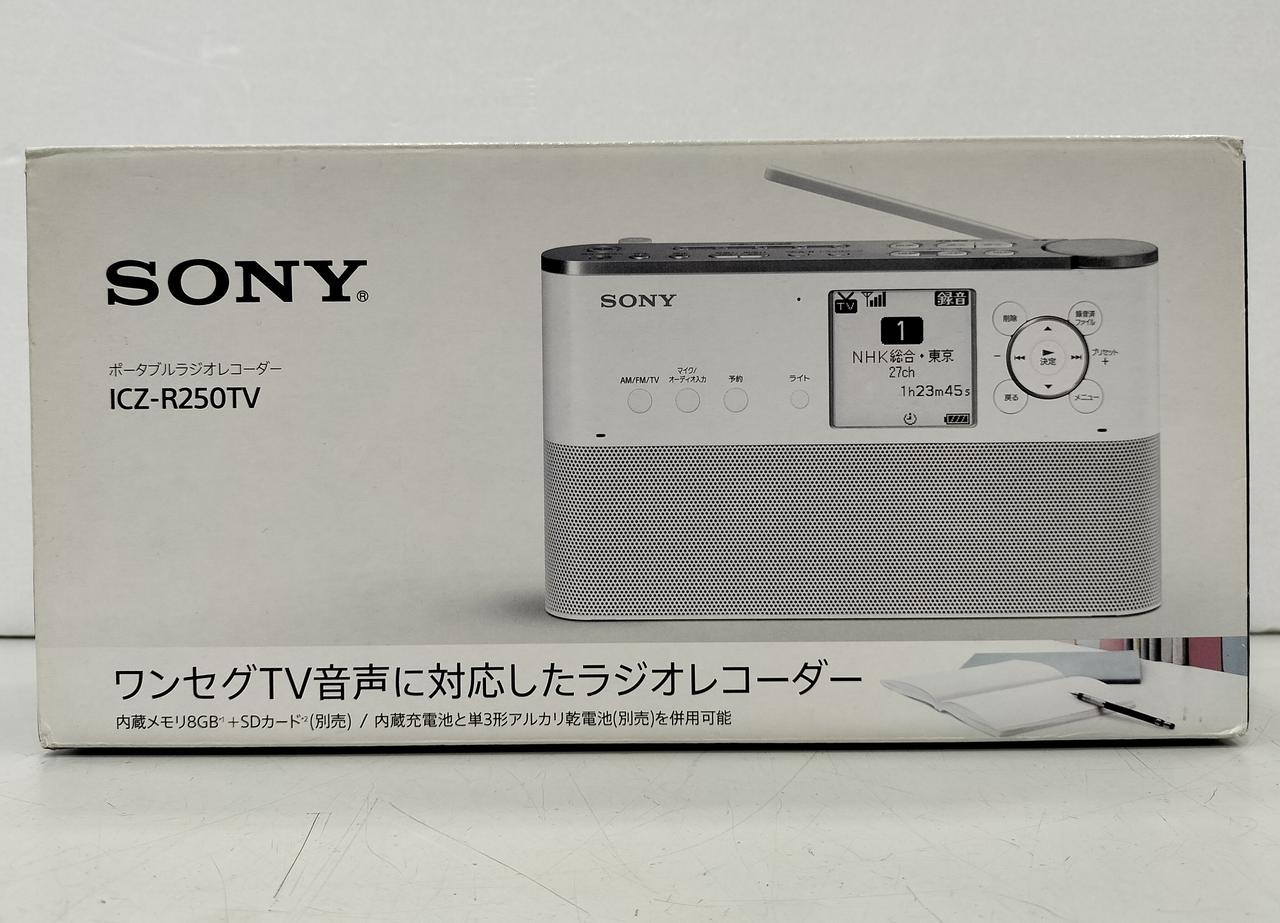 SONY®
ポータブルラジオレコーダー
ICZ-R250TV
SONY
AM/FM/TV
マイク/
オーディオ入力
予約
ライト
TV
録音
1
NHK総合・東京
27ch
1h23m45s
削除
録音済
ファイル
プリセット
－
＋
決定
戻る
メニュー
ワンセグTV音声に対応したラジオレコーダー
内蔵メモリ8GB*1＋SDカード*2(別売) / 内蔵充電池と単3形アルカリ乾電池(別売)を併用可能